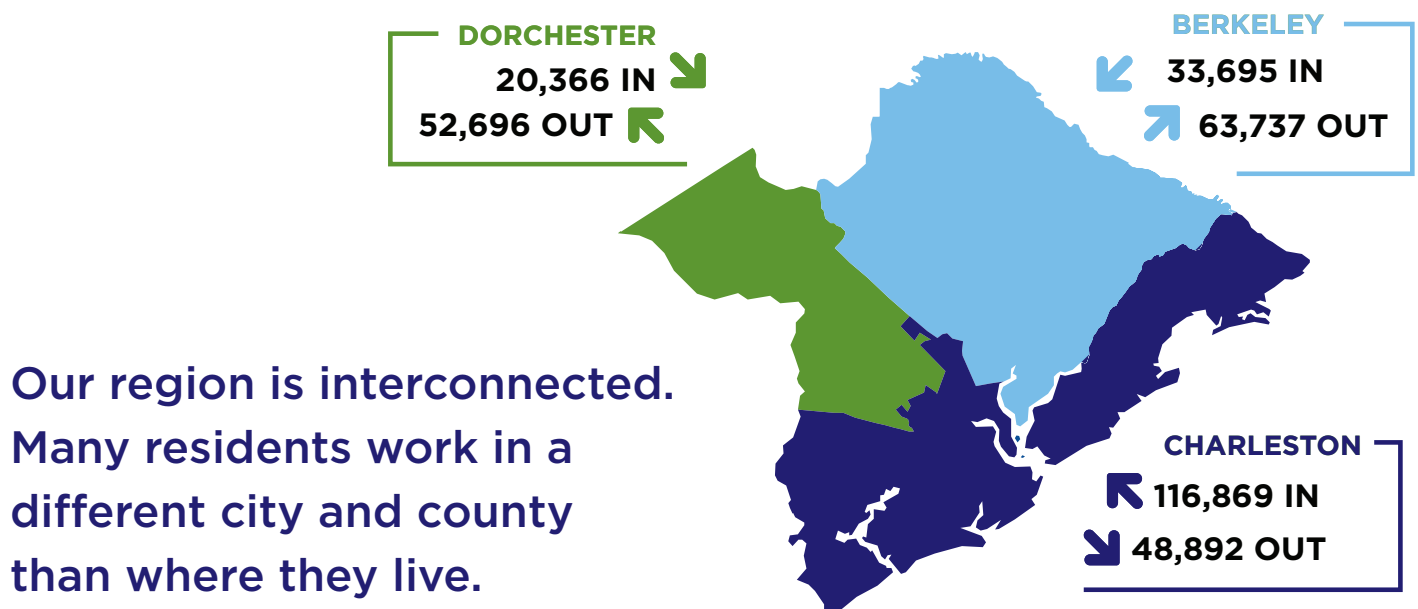 DORCHESTER
20,366 IN
52,696 OUT
BERKELEY
33,695 IN
63,737 OUT
Our region is interconnected.
Many residents work in a
different city and county
than where they live.
CHARLESTON
116,869 IN
48,892 OUT